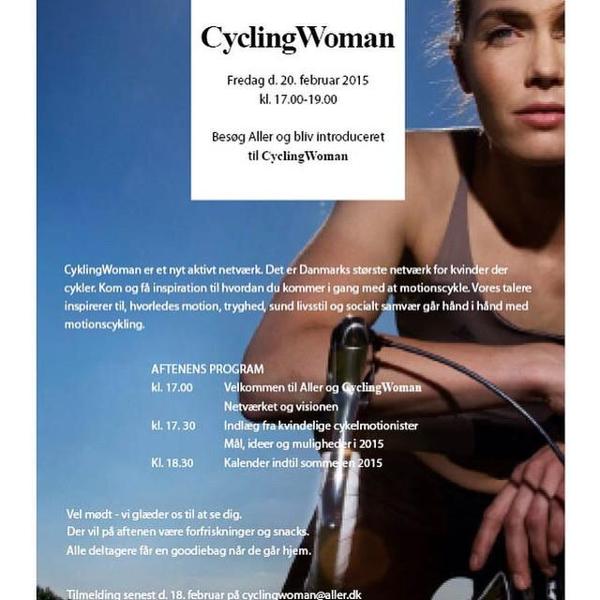 CyclingWoman
Fredag d. 20. februar 2015
kl. 17.00-19.00
Besøg Aller og bliv introduceret
til CyclingWoman
CyklingWoman er et nyt aktivt netværk. Det er Danmarks største netværk for kvinder der
cykler. Kom og få inspiration til hvordan du kommer i gang med at motionscykle. Vores talere
inspirerer til, hvorledes motion, tryghed, sund livsstil og socialt samvær går hånd i hånd med
motionscykling.
AFTENENS PROGRAM
kl. 17.00 Velkommen til Aller og CyclingWoman
Netværket og visionen
kl. 17. 30 Indlæg fra kvindelige cykelmotionister
Mål, ideer og muligheder i 2015
Kl. 18.30 Kalender indtil sommeren 2015
Vel mødt - vi glæder os til at se dig.
Der vil på aftenen være forfriskninger og snacks.
Alle deltagere får en goodiebag når de går hjem.
Tilmelding senest d. 18. februar på cyclingwoman@aller.dk